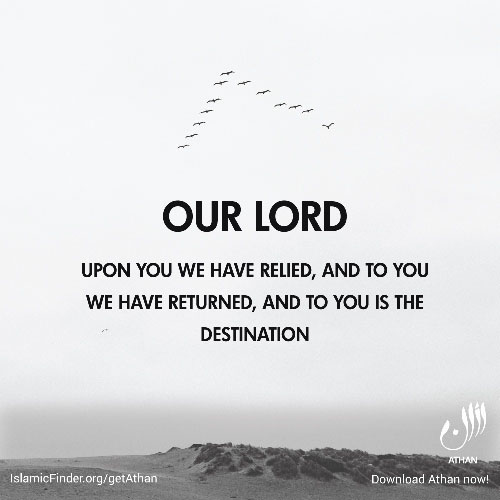 OUR LORD
UPON YOU WE HAVE RELIED, AND TO YOU
WE HAVE RETURNED, AND TO YOU IS THE
DESTINATION
أذان
ATHAN
IslamicFinder.org/getAthan
Download Athan now!